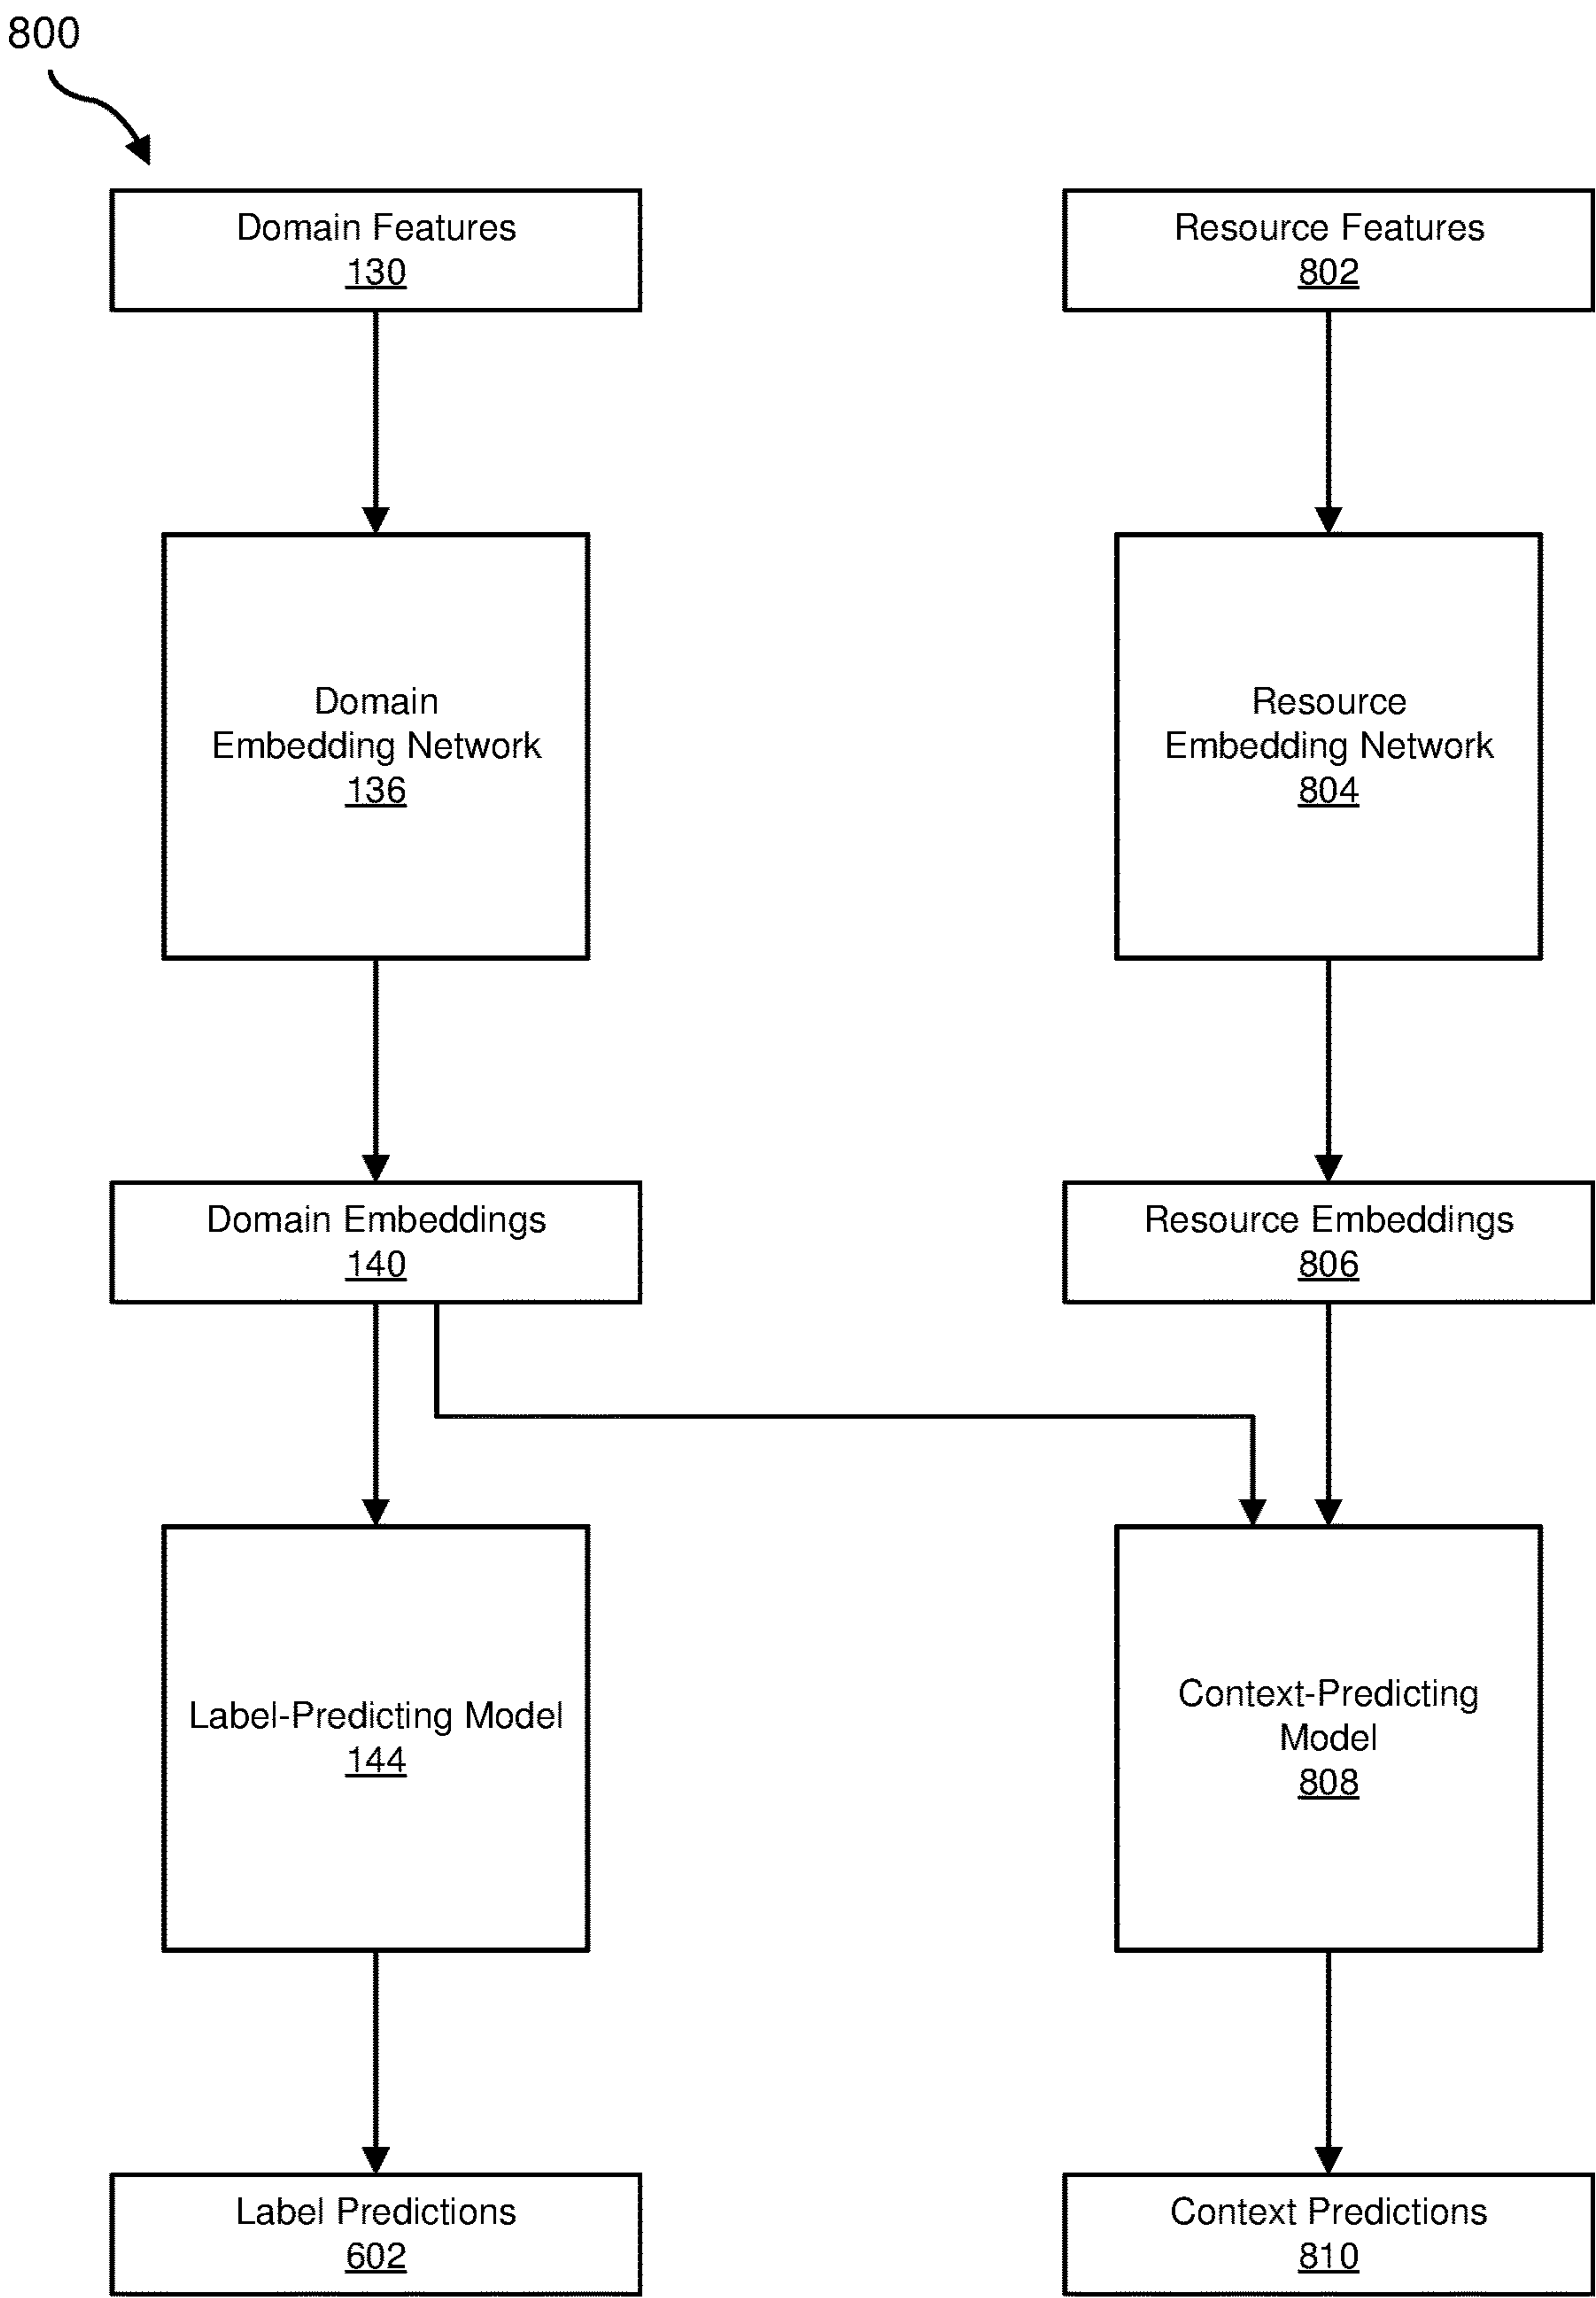 800
Domain Features
130
Resource Features
802
Domain
Embedding Network
136
Resource
Embedding Network
804
Domain Embeddings
140
Resource Embeddings
806
Label-Predicting Model
144
Context-Predicting
Model
808
Label Predictions
602
Context Predictions
810